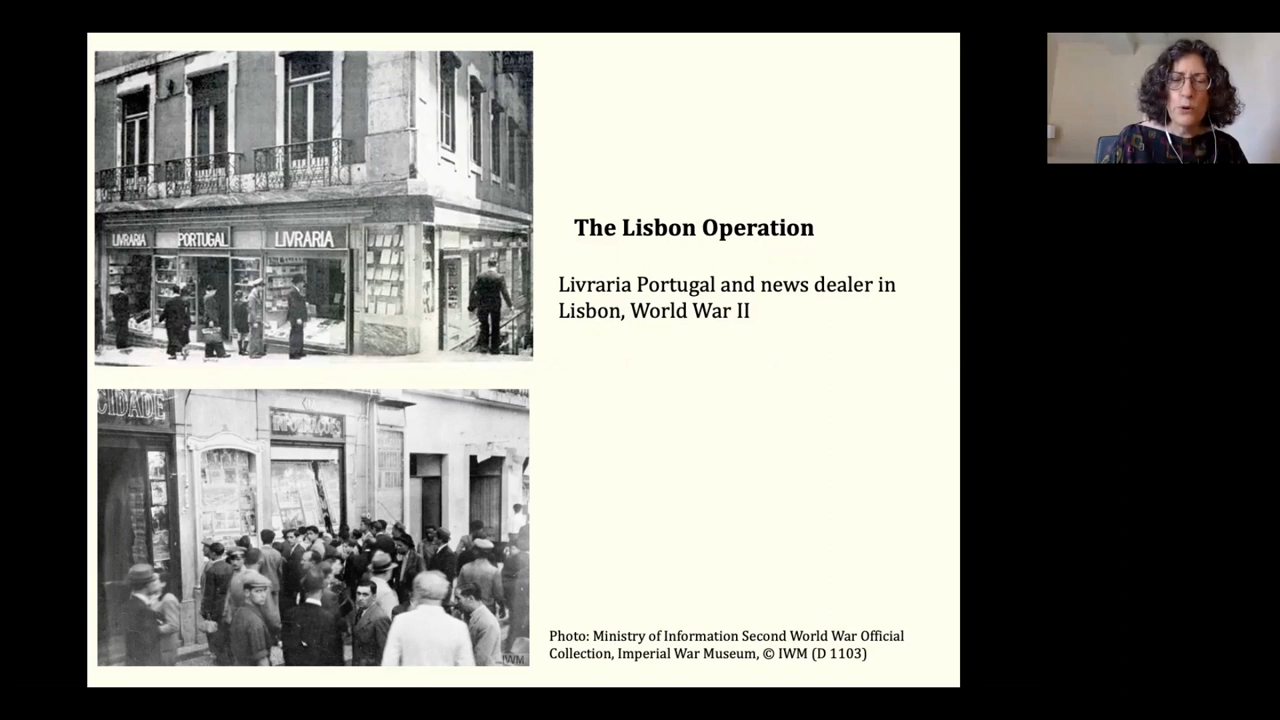 LIVRARIA
PORTUGAL
LIVRARIA
The Lisbon Operation
Livraria Portugal and news dealer in
Lisbon, World War II
CIDADE
INFORMAÇÕES
IWM
Photo: Ministry of Information Second World War Official
Collection, Imperial War Museum, © IWM (D 1103)